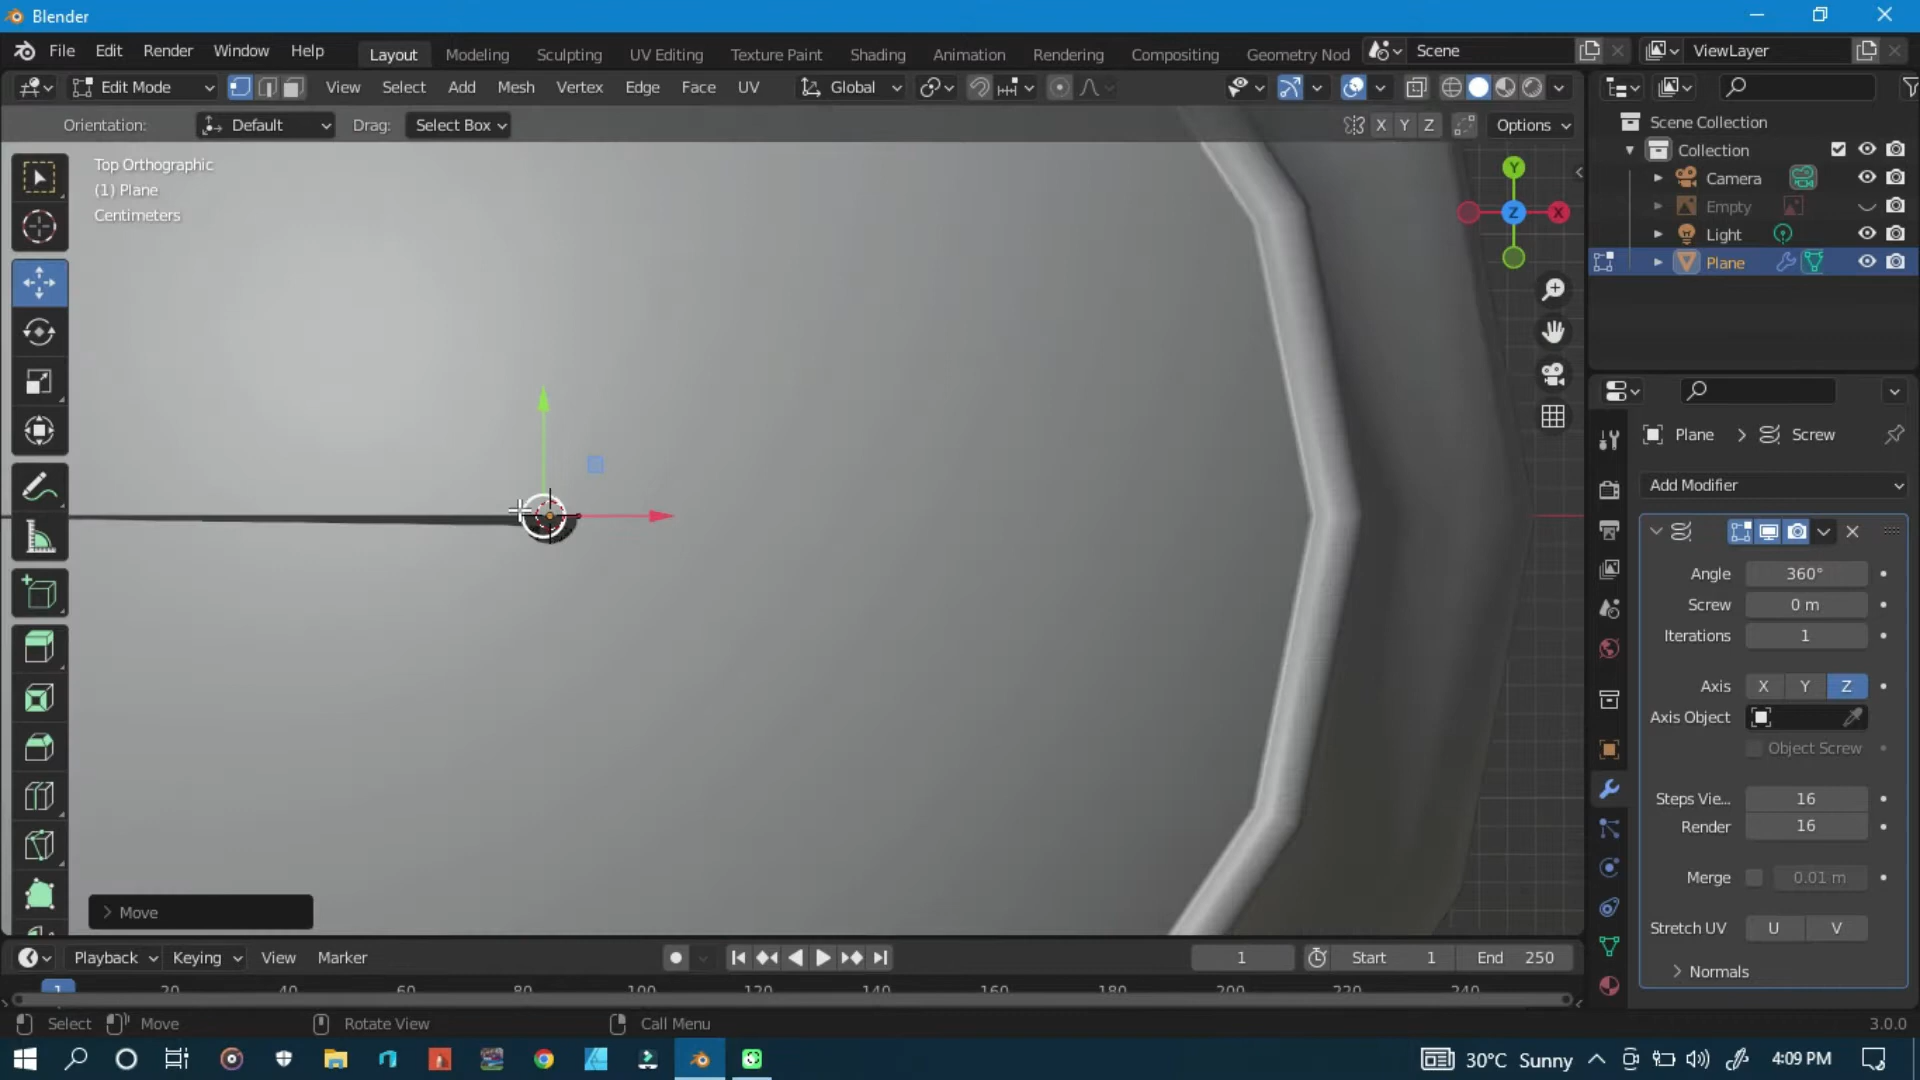 Blender
File Edit Render Window Help Layout Modeling Sculpting UV Editing Texture Paint Shading Animation Rendering Compositing Geometry Nod Scene ViewLayer
Edit Mode View Select Add Mesh Vertex Edge Face UV Global
Orientation: Default Drag: Select Box X Y Z Options
Scene Collection
Collection
Camera
Empty
Light
Plane
Top Orthographic
(1) Plane
Centimeters
Y
Z X
Plane > Screw
Add Modifier
Angle 360°
Screw 0 m
Iterations 1
Axis X Y Z
Axis Object
Object Screw
Steps Vie... 16
Render 16
Merge 0.01 m
Stretch UV U V
Normals
Move
Playback Keying View Marker 1 Start 1 End 250
1 20 40 60 80 100 120 140 160 180 200 220 240
Select Move Rotate View Call Menu 3.0.0
30°C Sunny 4:09 PM